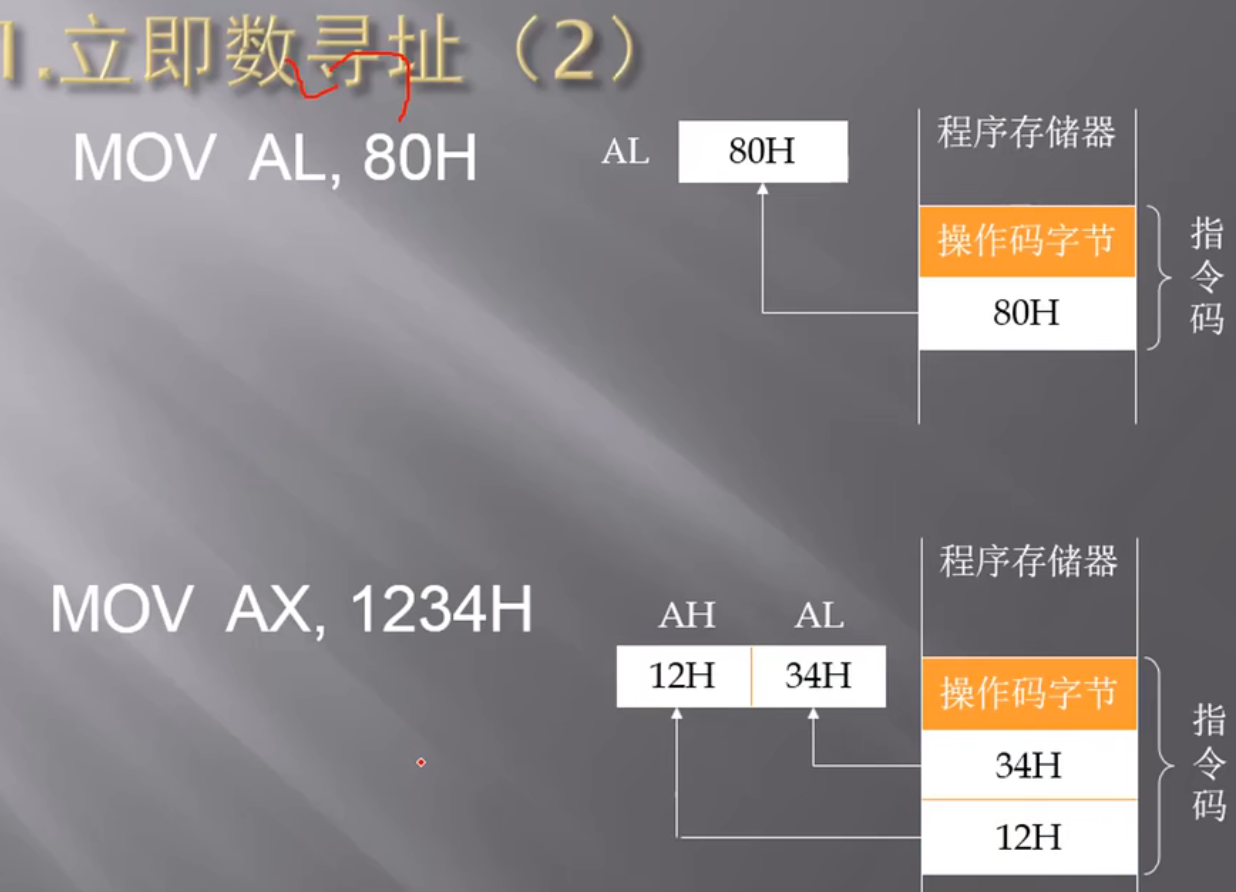 1.立即数寻址（2）
MOV AL, 80H
AL
80H
程序存储器
操作码字节
80H
指令码
MOV AX, 1234H
AH
AL
12H
34H
程序存储器
操作码字节
34H
12H
指令码